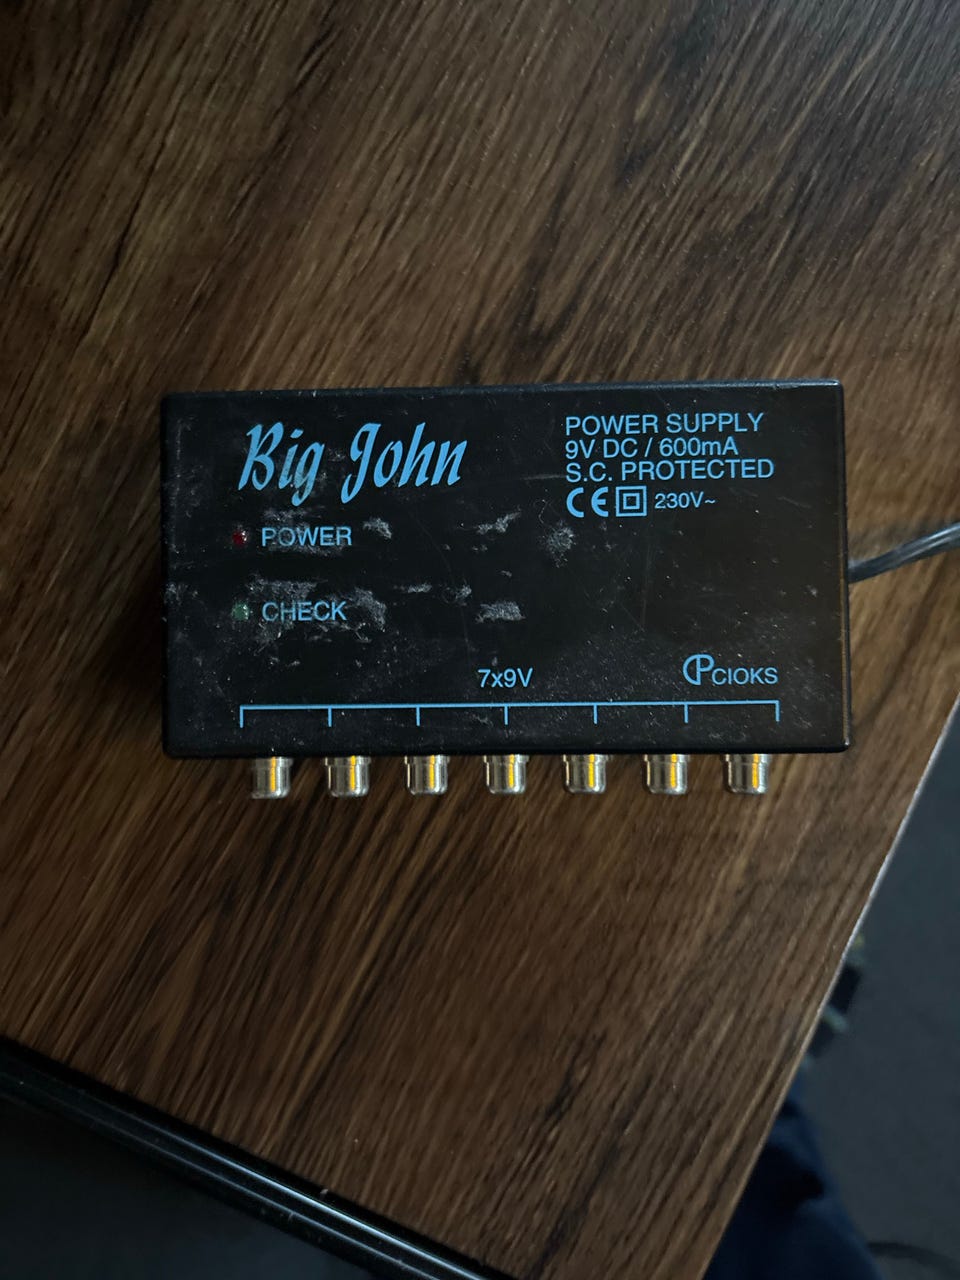 Big John
POWER SUPPLY
9V DC / 600mA
S.C. PROTECTED
CE 230V~
POWER
CHECK
7x9V
CIOKS